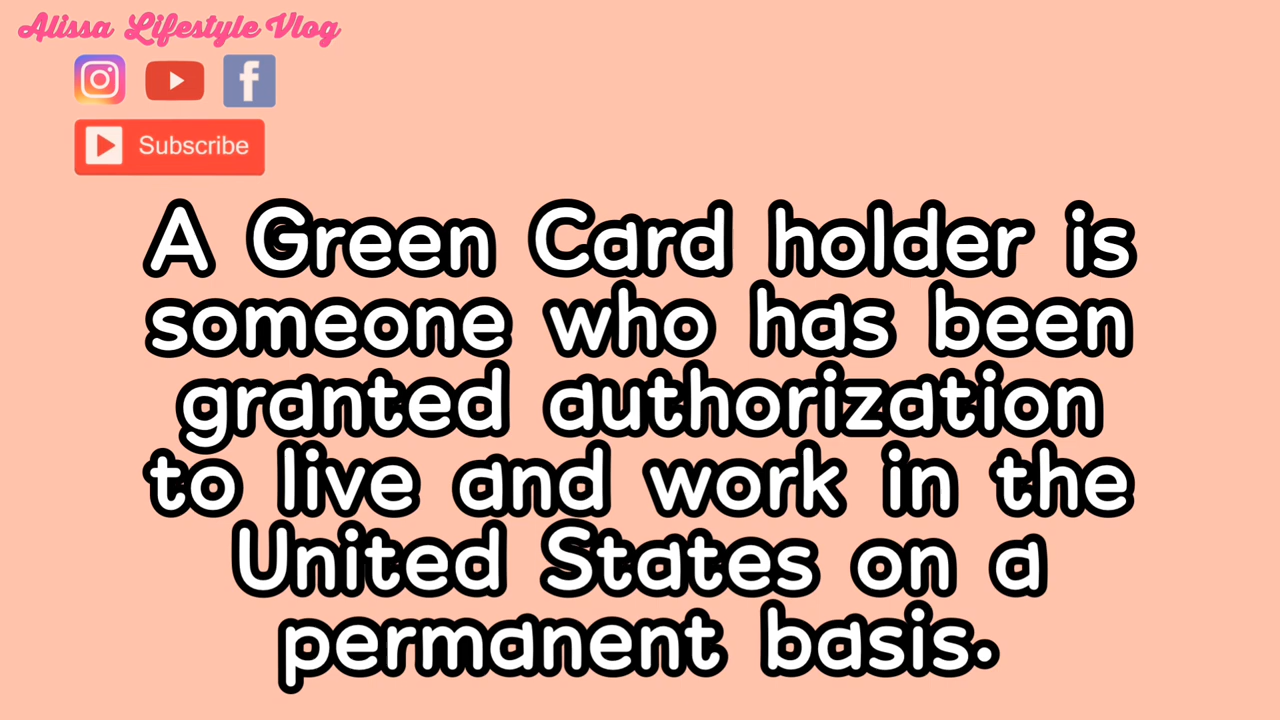 Alissa Lifestyle Vlog
Subscribe
A Green Card holder is
someone who has been
granted authorization
to live and work in the
United States on a
permanent basis.